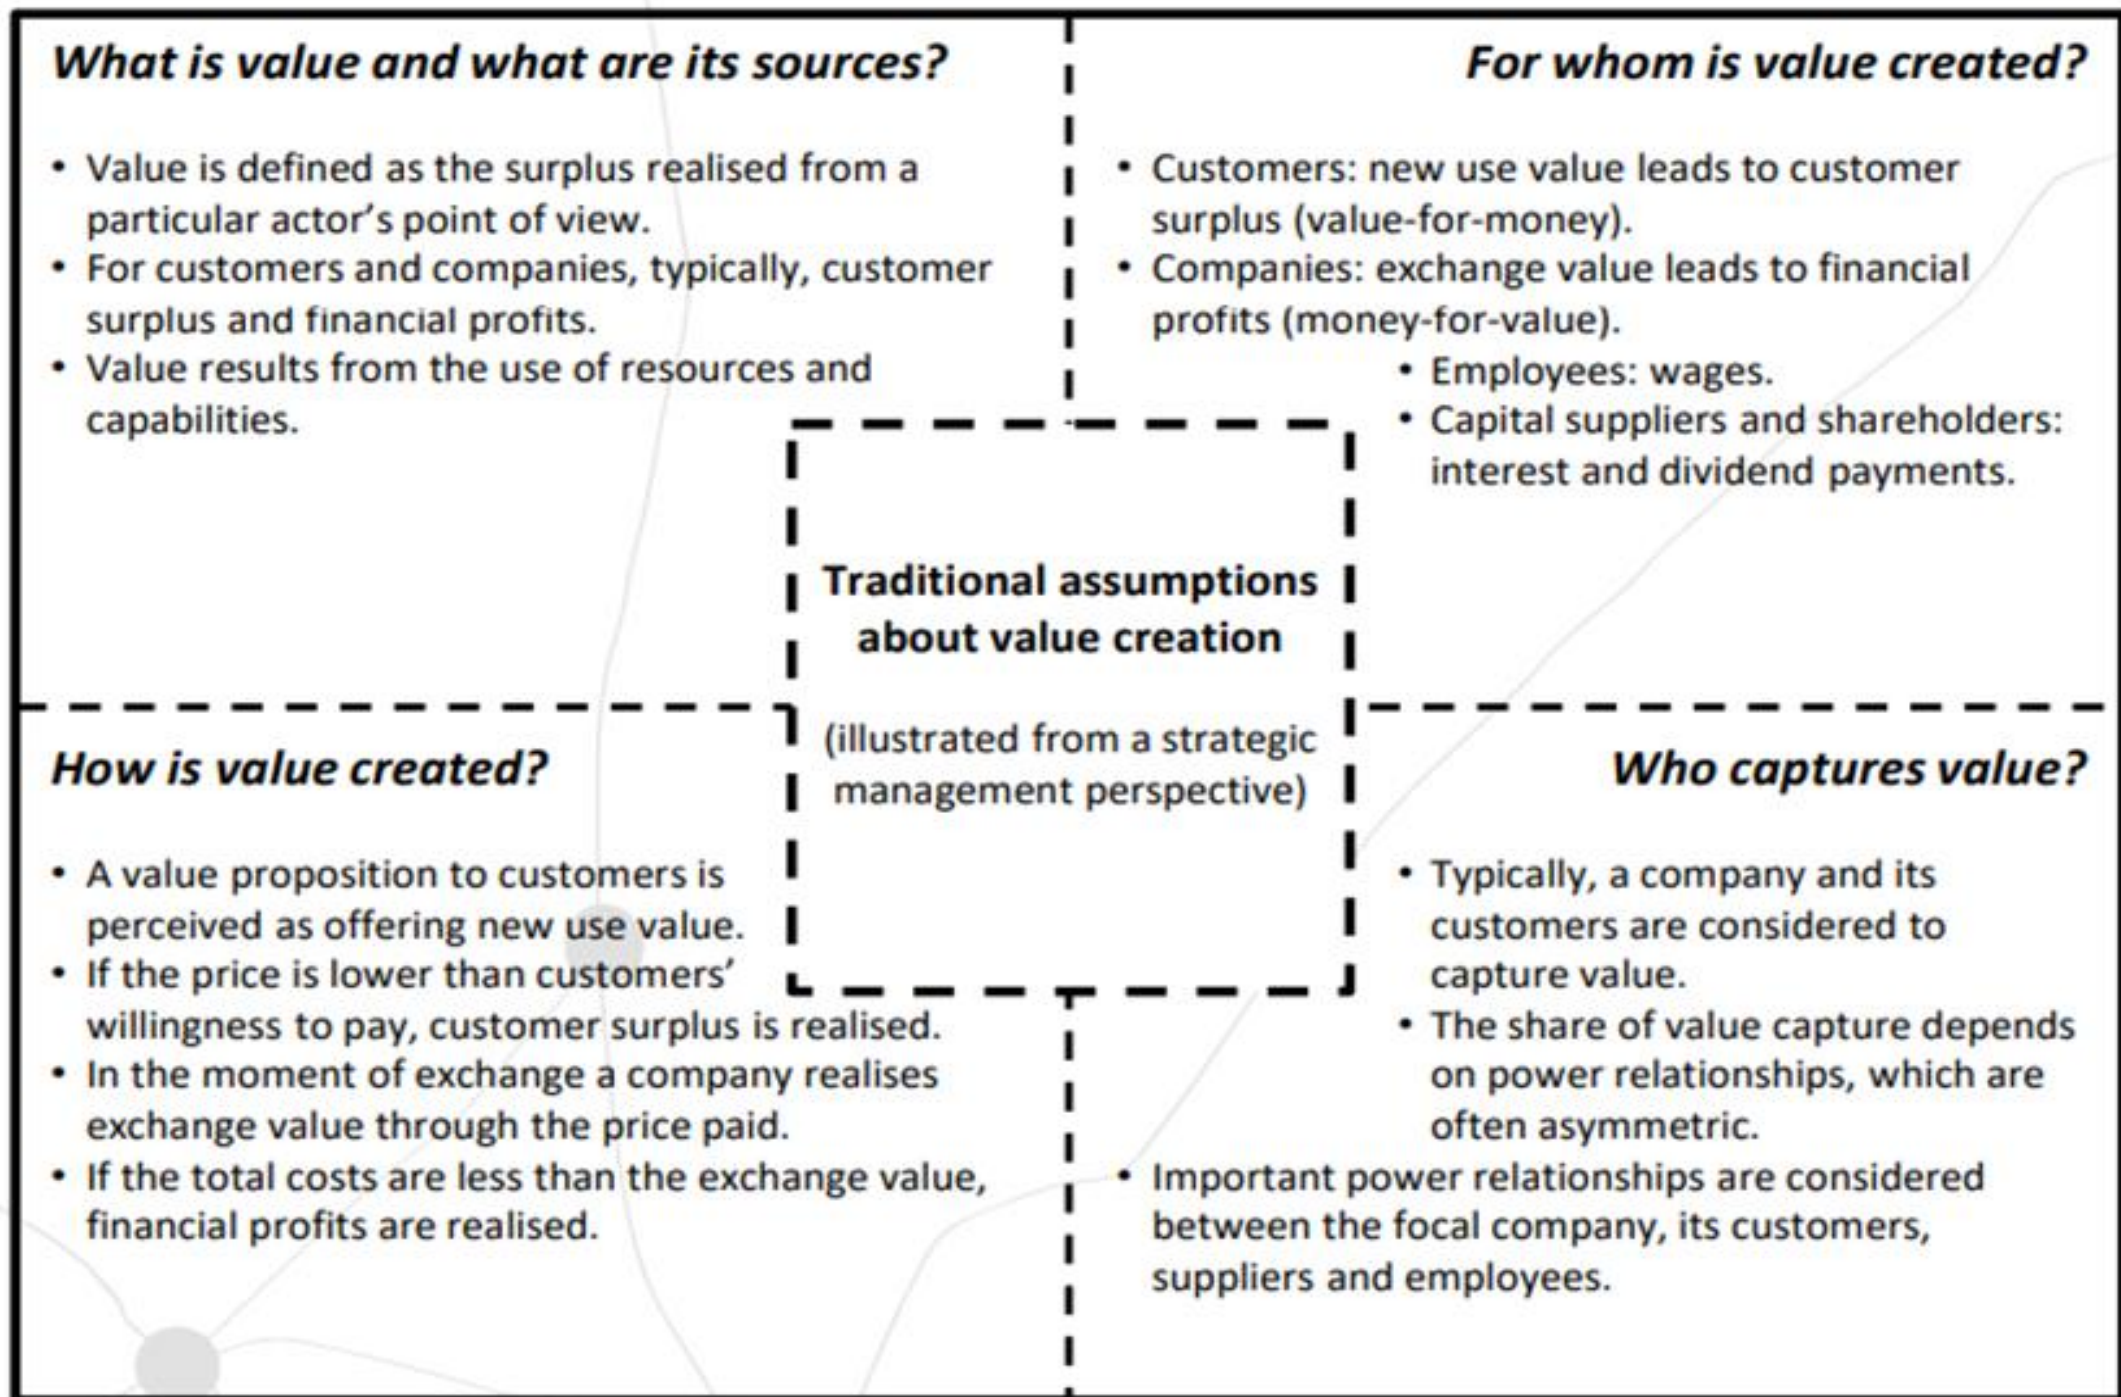 What is value and what are its sources?
• Value is defined as the surplus realised from a
particular actor's point of view.
• For customers and companies, typically, customer
surplus and financial profits.
• Value results from the use of resources and
capabilities.
For whom is value created?
• Customers: new use value leads to customer
surplus (value-for-money).
• Companies: exchange value leads to financial
profits (money-for-value).
• Employees: wages.
• Capital suppliers and shareholders:
interest and dividend payments.
Traditional assumptions
about value creation
(illustrated from a strategic
management perspective)
How is value created?
• A value proposition to customers is
perceived as offering new use value.
• If the price is lower than customers'
willingness to pay, customer surplus is realised.
• In the moment of exchange a company realises
exchange value through the price paid.
• If the total costs are less than the exchange value,
financial profits are realised.
Who captures value?
• Typically, a company and its
customers are considered to
capture value.
• The share of value capture depends
on power relationships, which are
often asymmetric.
• Important power relationships are considered
between the focal company, its customers,
suppliers and employees.